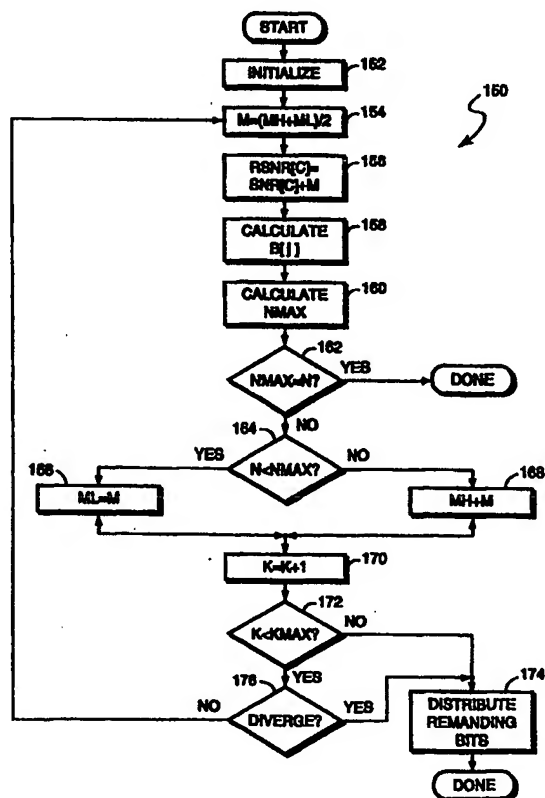 START
INITIALIZE
152
150
M=(MH+ML)/2
154
RSNR[C]=
SNR[C]+M
156
CALCULATE
B[j]
158
CALCULATE
NMAX
160
162
NMAX=N?
YES
DONE
NO
164
N<NMAX?
YES
NO
166
ML=M
168
MH+M
K=K+1
170
172
K<KMAX?
NO
YES
176
DIVERGE?
NO
YES
174
DISTRIBUTE
REMANDING
BITS
DONE